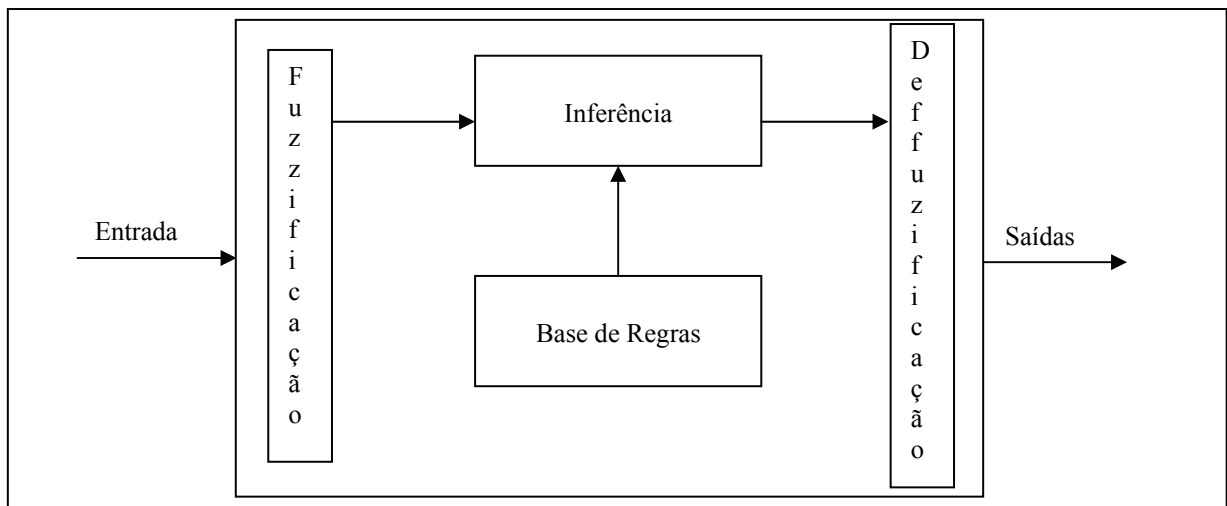 Entrada
Fuzzificação
Inferência
Base de Regras
Deffuzificação
Saídas